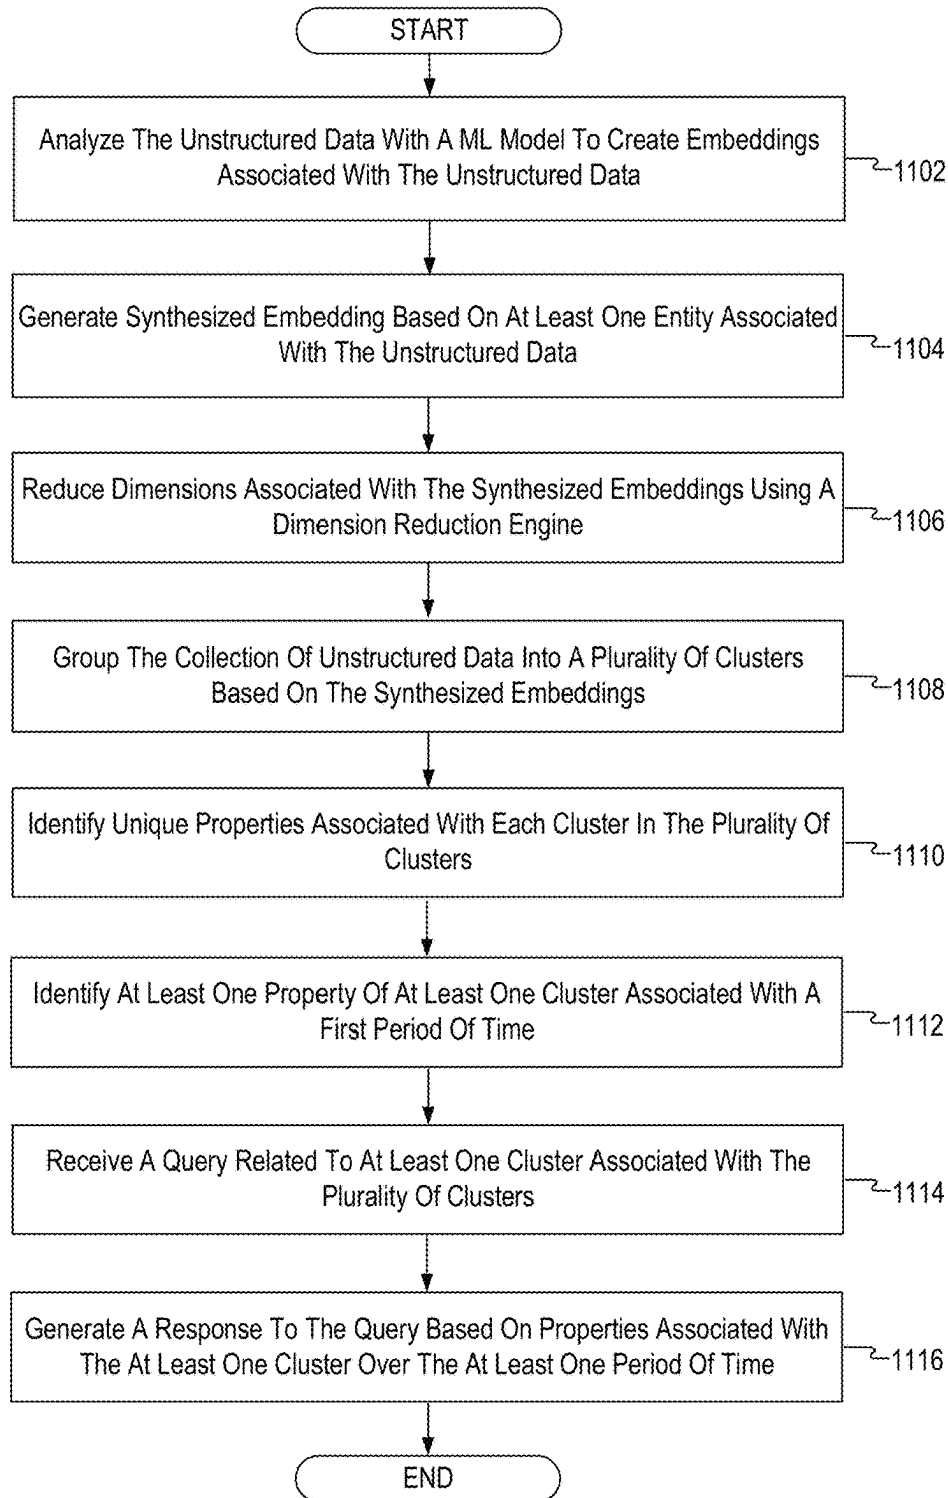 START
Analyze The Unstructured Data With A ML Model To Create Embeddings
Associated With The Unstructured Data
1102
Generate Synthesized Embedding Based On At Least One Entity Associated
With The Unstructured Data
1104
Reduce Dimensions Associated With The Synthesized Embeddings Using A
Dimension Reduction Engine
1106
Group The Collection Of Unstructured Data Into A Plurality Of Clusters
Based On The Synthesized Embeddings
1108
Identify Unique Properties Associated With Each Cluster In The Plurality Of
Clusters
1110
Identify At Least One Property Of At Least One Cluster Associated With A
First Period Of Time
1112
Receive A Query Related To At Least One Cluster Associated With The
Plurality Of Clusters
1114
Generate A Response To The Query Based On Properties Associated With
The At Least One Cluster Over The At Least One Period Of Time
1116
END